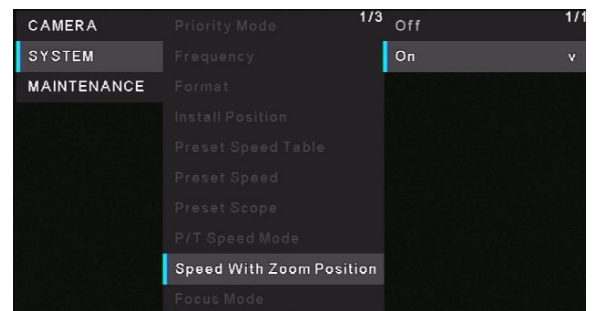 CAMERA
SYSTEM
MAINTENANCE
1/3
Priority Mode
Frequency
Format
Install Position
Preset Speed Table
Preset Speed
Preset Scope
P/T Speed Mode
Speed With Zoom Position
Focus Mode
1/1
Off
On v